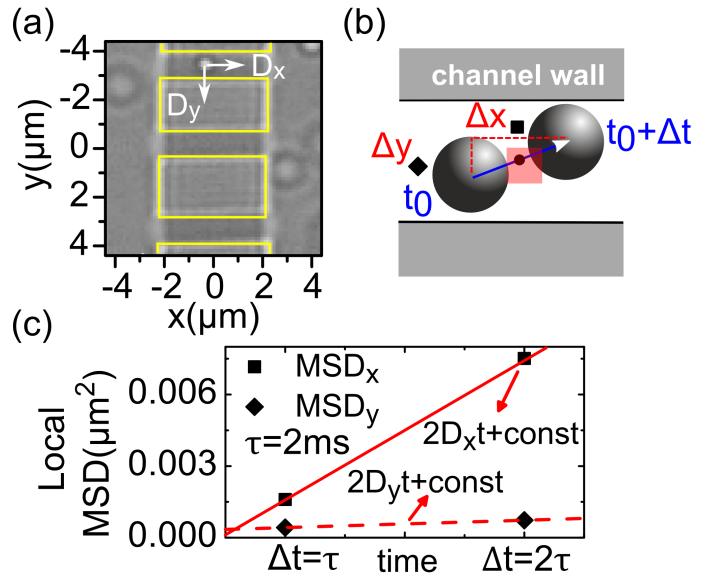 (a)
-4
-2
0
2
4
y(μm)
Dx
Dy
-4 -2 0 2 4
x(μm)
(b)
channel wall
Δx
Δy
t0+Δt
t0
(c)
Local
MSD(μm²)
0.006
0.003
0.000
MSDx
MSDy
τ=2ms
2Dxt+const
2Dyt+const
Δt=τ time Δt=2τ